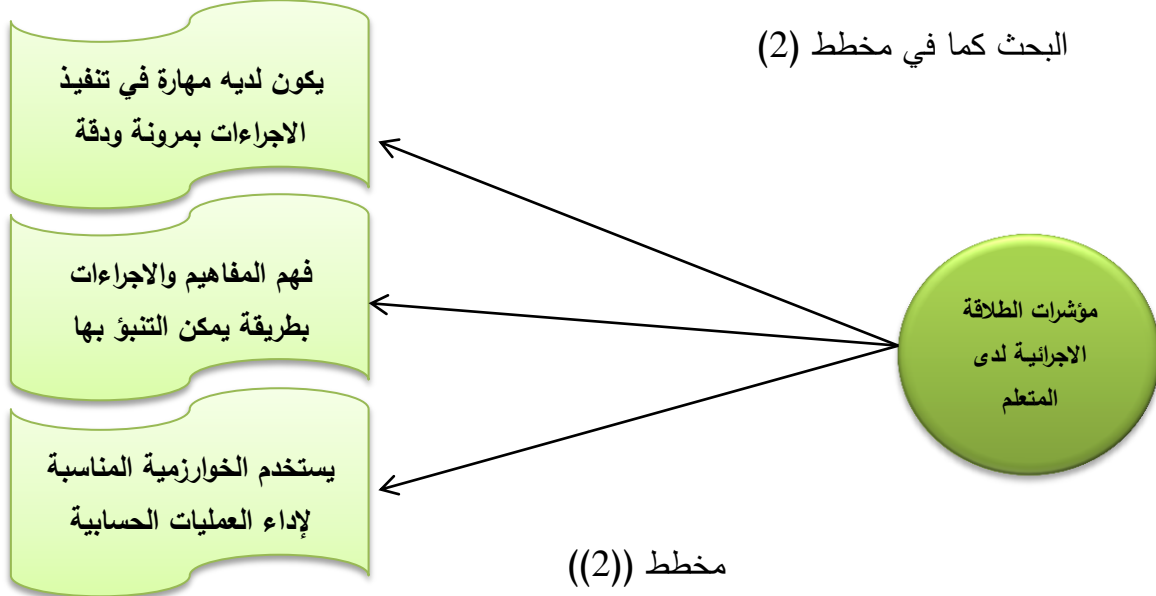 البحث كما في مخطط (2)
مؤشرات الطلاقة
الاجرائية لدى
المتعلم
يكون لديه مهارة في تنفيذ
الاجراءات بمرونة ودقة
فهم المفاهيم والاجراءات
بطريقة يمكن التنبؤ بها
يستخدم الخوارزمية المناسبة
لإداء العمليات الحسابية
مخطط ((2))